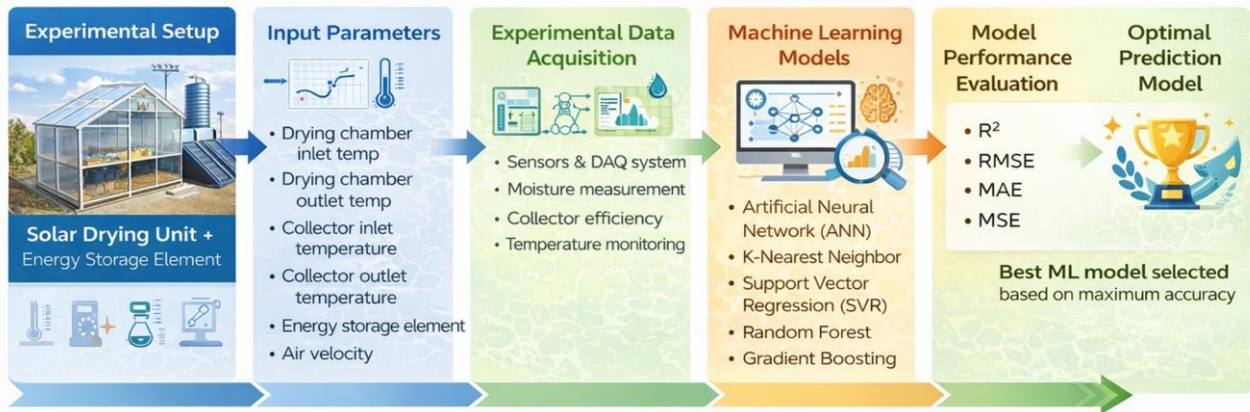 Experimental Setup
Solar Drying Unit +
Energy Storage Element
Input Parameters
• Drying chamber
inlet temp
• Drying chamber
outlet temp
• Collector inlet
temperature
• Collector outlet
temperature
• Energy storage element
• Air velocity
Experimental Data
Acquisition
• Sensors & DAQ system
• Moisture measurement
• Collector efficiency
• Temperature monitoring
Machine Learning
Models
• Artificial Neural
Network (ANN)
• K-Nearest Neighbor
• Support Vector
Regression (SVR)
• Random Forest
• Gradient Boosting
Model
Performance
Evaluation
• R²
• RMSE
• MAE
• MSE
Optimal
Prediction
Model
Best ML model selected
based on maximum accuracy